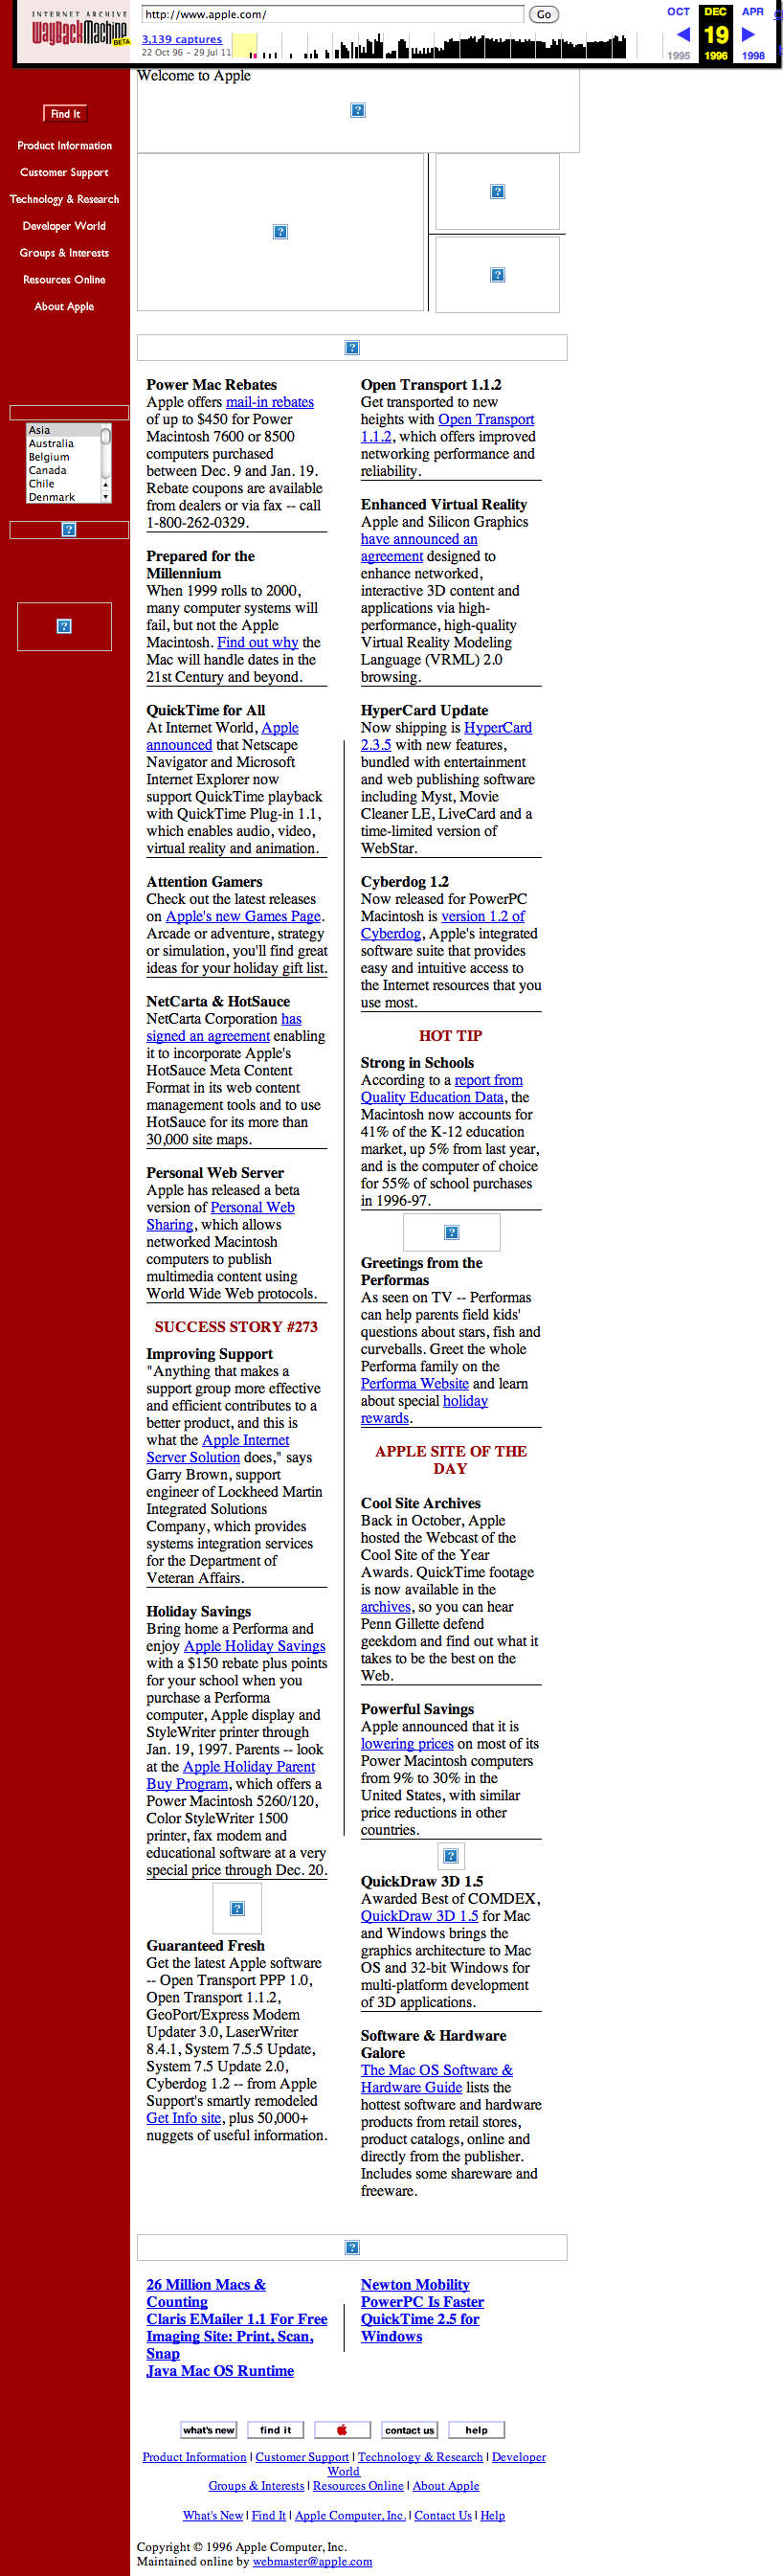 INTERNET ARCHIVE
WayBackMachine
BETA
http://www.apple.com/
Go
3,139 captures
22 Oct 96 – 29 Jul 11
OCT DEC APR
19
1995 1996 1998
Find It
Product Information
Customer Support
Technology & Research
Developer World
Groups & Interests
Resources Online
About Apple
Asia
Australia
Belgium
Canada
Chile
Denmark
Welcome to Apple
Power Mac Rebates
Apple offers mail-in rebates
of up to $450 for Power
Macintosh 7600 or 8500
computers purchased
between Dec. 9 and Jan. 19.
Rebate coupons are available
from dealers or via fax -- call
1-800-262-0329.
Prepared for the
Millennium
When 1999 rolls to 2000,
many computer systems will
fail, but not the Apple
Macintosh. Find out why the
Mac will handle dates in the
21st Century and beyond.
QuickTime for All
At Internet World, Apple
announced that Netscape
Navigator and Microsoft
Internet Explorer now
support QuickTime playback
with QuickTime Plug-in 1.1,
which enables audio, video,
virtual reality and animation.
Attention Gamers
Check out the latest releases
on Apple's new Games Page.
Arcade or adventure, strategy
or simulation, you'll find great
ideas for your holiday gift list.
NetCarta & HotSauce
NetCarta Corporation has
signed an agreement enabling
it to incorporate Apple's
HotSauce Meta Content
Format in its web content
management tools and to use
HotSauce for its more than
30,000 site maps.
Personal Web Server
Apple has released a beta
version of Personal Web
Sharing, which allows
networked Macintosh
computers to publish
multimedia content using
World Wide Web protocols.
SUCCESS STORY #273
Improving Support
"Anything that makes a
support group more effective
and efficient contributes to a
better product, and this is
what the Apple Internet
Server Solution does," says
Garry Brown, support
engineer of Lockheed Martin
Integrated Solutions
Company, which provides
systems integration services
for the Department of
Veteran Affairs.
Holiday Savings
Bring home a Performa and
enjoy Apple Holiday Savings
with a $150 rebate plus points
for your school when you
purchase a Performa
computer, Apple display and
StyleWriter printer through
Jan. 19, 1997. Parents -- look
at the Apple Holiday Parent
Buy Program, which offers a
Power Macintosh 5260/120,
Color StyleWriter 1500
printer, fax modem and
educational software at a very
special price through Dec. 20.
Guaranteed Fresh
Get the latest Apple software
-- Open Transport PPP 1.0,
Open Transport 1.1.2,
GeoPort/Express Modem
Updater 3.0, LaserWriter
8.4.1, System 7.5.5 Update,
System 7.5 Update 2.0,
Cyberdog 1.2 -- from Apple
Support's smartly remodeled
Get Info site, plus 50,000+
nuggets of useful information.
Open Transport 1.1.2
Get transported to new
heights with Open Transport
1.1.2, which offers improved
networking performance and
reliability.
Enhanced Virtual Reality
Apple and Silicon Graphics
have announced an
agreement designed to
enhance networked,
interactive 3D content and
applications via high-
performance, high-quality
Virtual Reality Modeling
Language (VRML) 2.0
browsing.
HyperCard Update
Now shipping is HyperCard
2.3.5 with new features,
bundled with entertainment
and web publishing software
including Myst, Movie
Cleaner LE, LiveCard and a
time-limited version of
WebStar.
Cyberdog 1.2
Now released for PowerPC
Macintosh is version 1.2 of
Cyberdog, Apple's integrated
software suite that provides
easy and intuitive access to
the Internet resources that you
use most.
HOT TIP
Strong in Schools
According to a report from
Quality Education Data, the
Macintosh now accounts for
41% of the K-12 education
market, up 5% from last year,
and is the computer of choice
for 55% of school purchases
in 1996-97.
Greetings from the
Performas
As seen on TV -- Performas
can help parents field kids'
questions about stars, fish and
curveballs. Greet the whole
Performa family on the
Performa Website and learn
about special holiday
rewards.
APPLE SITE OF THE
DAY
Cool Site Archives
Back in October, Apple
hosted the Webcast of the
Cool Site of the Year
Awards. QuickTime footage
is now available in the
archives, so you can hear
Penn Gillette defend
geekdom and find out what it
takes to be the best on the
Web.
Powerful Savings
Apple announced that it is
lowering prices on most of its
Power Macintosh computers
from 9% to 30% in the
United States, with similar
price reductions in other
countries.
QuickDraw 3D 1.5
Awarded Best of COMDEX,
QuickDraw 3D 1.5 for Mac
and Windows brings the
graphics architecture to Mac
OS and 32-bit Windows for
multi-platform development
of 3D applications.
Software & Hardware
Galore
The Mac OS Software &
Hardware Guide lists the
hottest software and hardware
products from retail stores,
product catalogs, online and
directly from the publisher.
Includes some shareware and
freeware.
26 Million Macs &
Counting
Claris EMailer 1.1 For Free
Imaging Site: Print, Scan,
Snap
Java Mac OS Runtime
Newton Mobility
PowerPC Is Faster
QuickTime 2.5 for
Windows
what's new find it contact us help
Product Information | Customer Support | Technology & Research | Developer
World
Groups & Interests | Resources Online | About Apple
What's New | Find It | Apple Computer, Inc. | Contact Us | Help
Copyright © 1996 Apple Computer, Inc.
Maintained online by webmaster@apple.com